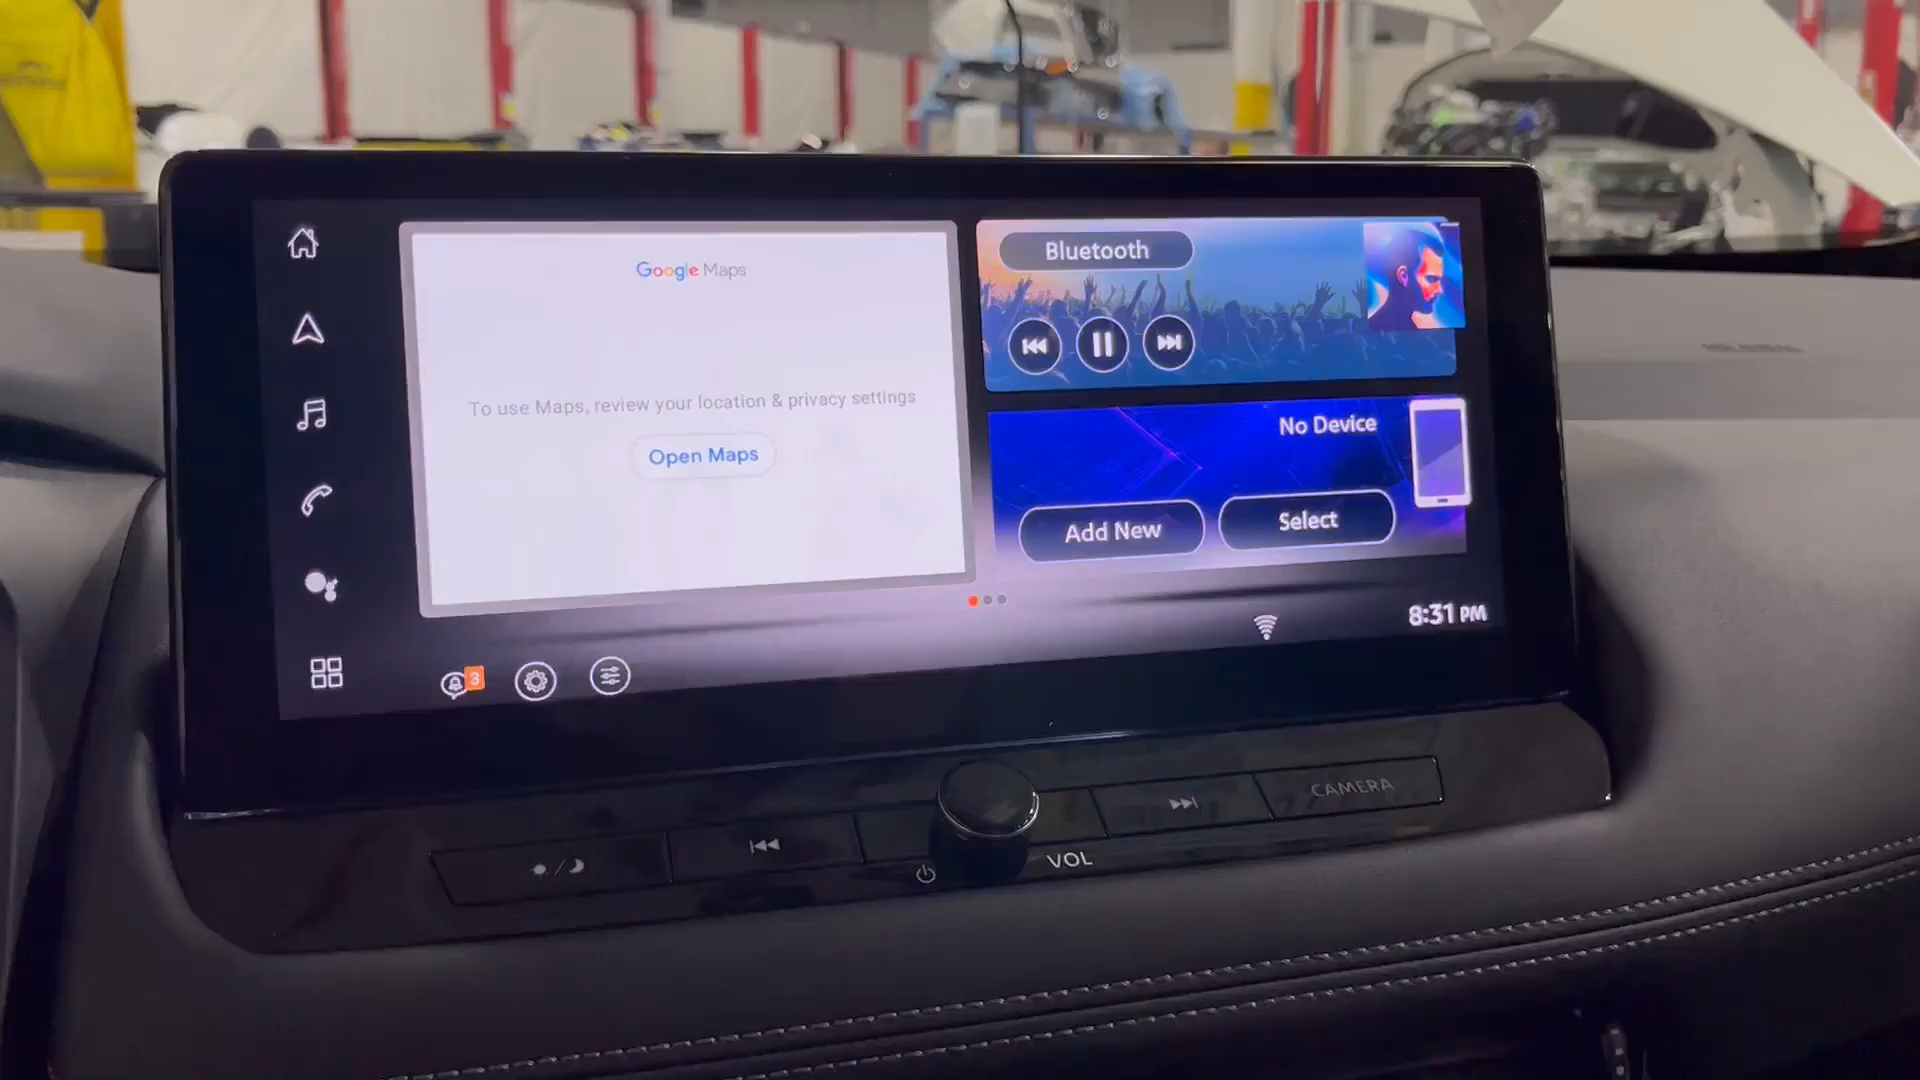 Google Maps
To use Maps, review your location & privacy settings
Open Maps
Bluetooth
No Device
Add New
Select
8:31 PM
3
VOL
CAMERA